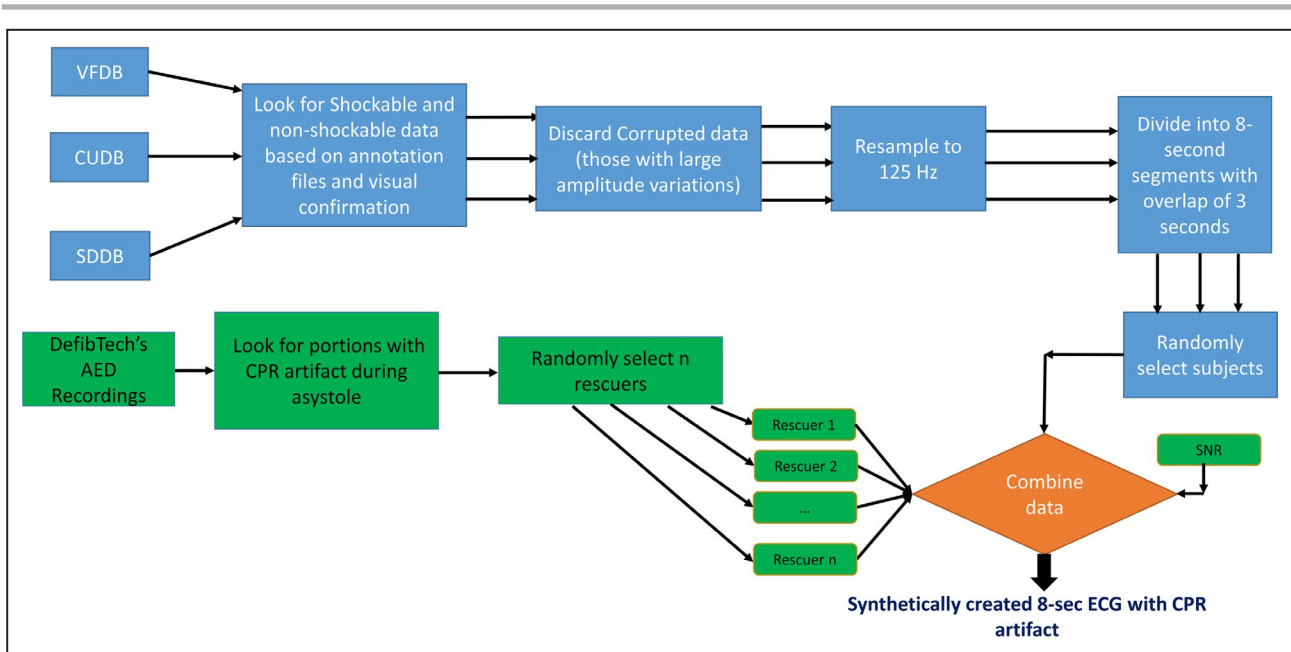 VFDB
CUDB
SDDB
Look for Shockable and
non-shockable data
based on annotation
files and visual
confirmation
Discard Corrupted data
(those with large
amplitude variations)
Resample to
125 Hz
Divide into 8-
second
segments with
overlap of 3
seconds
Randomly
select subjects
DefibTech's
AED
Recordings
Look for portions with
CPR artifact during
asystole
Randomly select n
rescuers
Rescuer 1
Rescuer 2
...
Rescuer n
SNR
Combine
data
Synthetically created 8-sec ECG with CPR
artifact